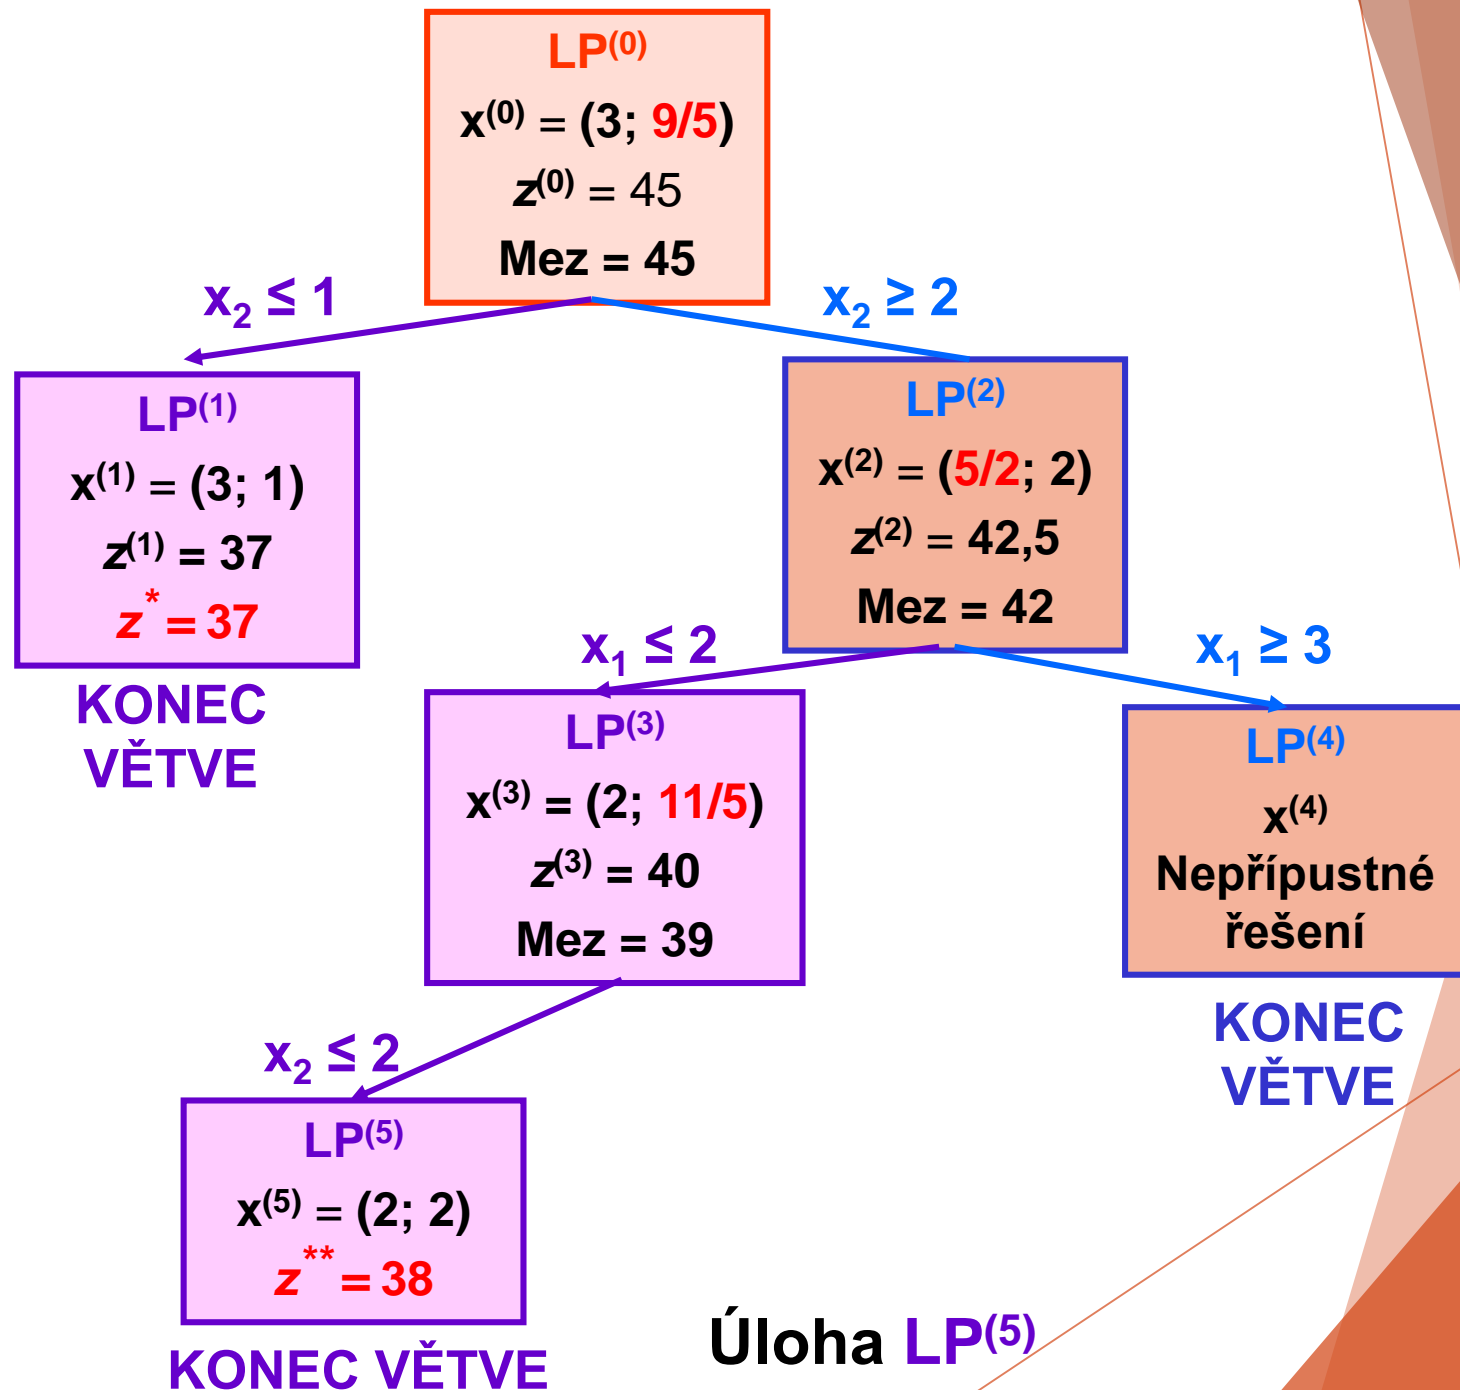 LP(0)
x(0) = (3; 9/5)
z(0) = 45
Mez = 45
x2 ≤ 1
x2 ≥ 2
LP(1)
x(1) = (3; 1)
z(1) = 37
z* = 37
KONEC
VĚTVE
LP(2)
x(2) = (5/2; 2)
z(2) = 42,5
Mez = 42
x1 ≤ 2
x1 ≥ 3
LP(3)
x(3) = (2; 11/5)
z(3) = 40
Mez = 39
LP(4)
x(4)
Nepřípustné
řešení
KONEC
VĚTVE
x2 ≤ 2
LP(5)
x(5) = (2; 2)
z** = 38
KONEC VĚTVE
Úloha LP(5)